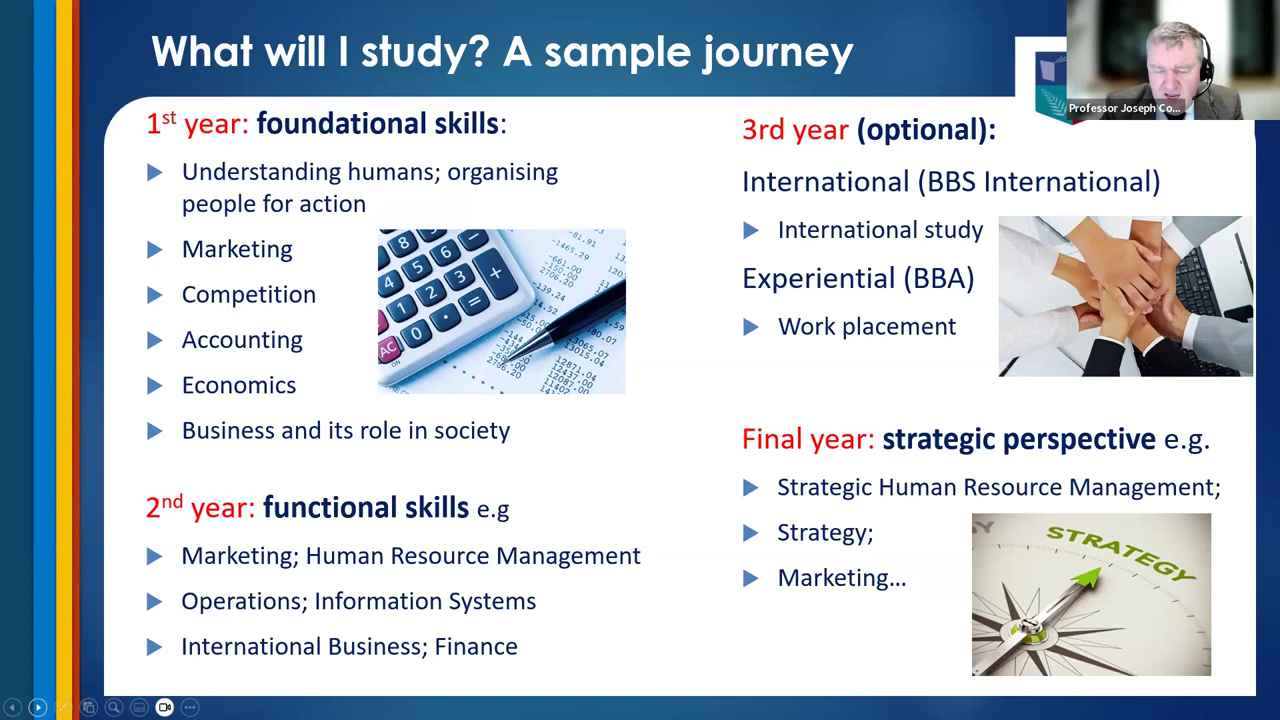 What will I study? A sample journey
Professor Joseph Co...
1st year: foundational skills:
Understanding humans; organising
people for action
Marketing
Competition
Accounting
Economics
Business and its role in society
2nd year: functional skills e.g
Marketing; Human Resource Management
Operations; Information Systems
International Business; Finance
3rd year (optional):
International (BBS International)
International study
Experiential (BBA)
Work placement
Final year: strategic perspective e.g.
Strategic Human Resource Management;
Strategy;
Marketing...
STRATEGY